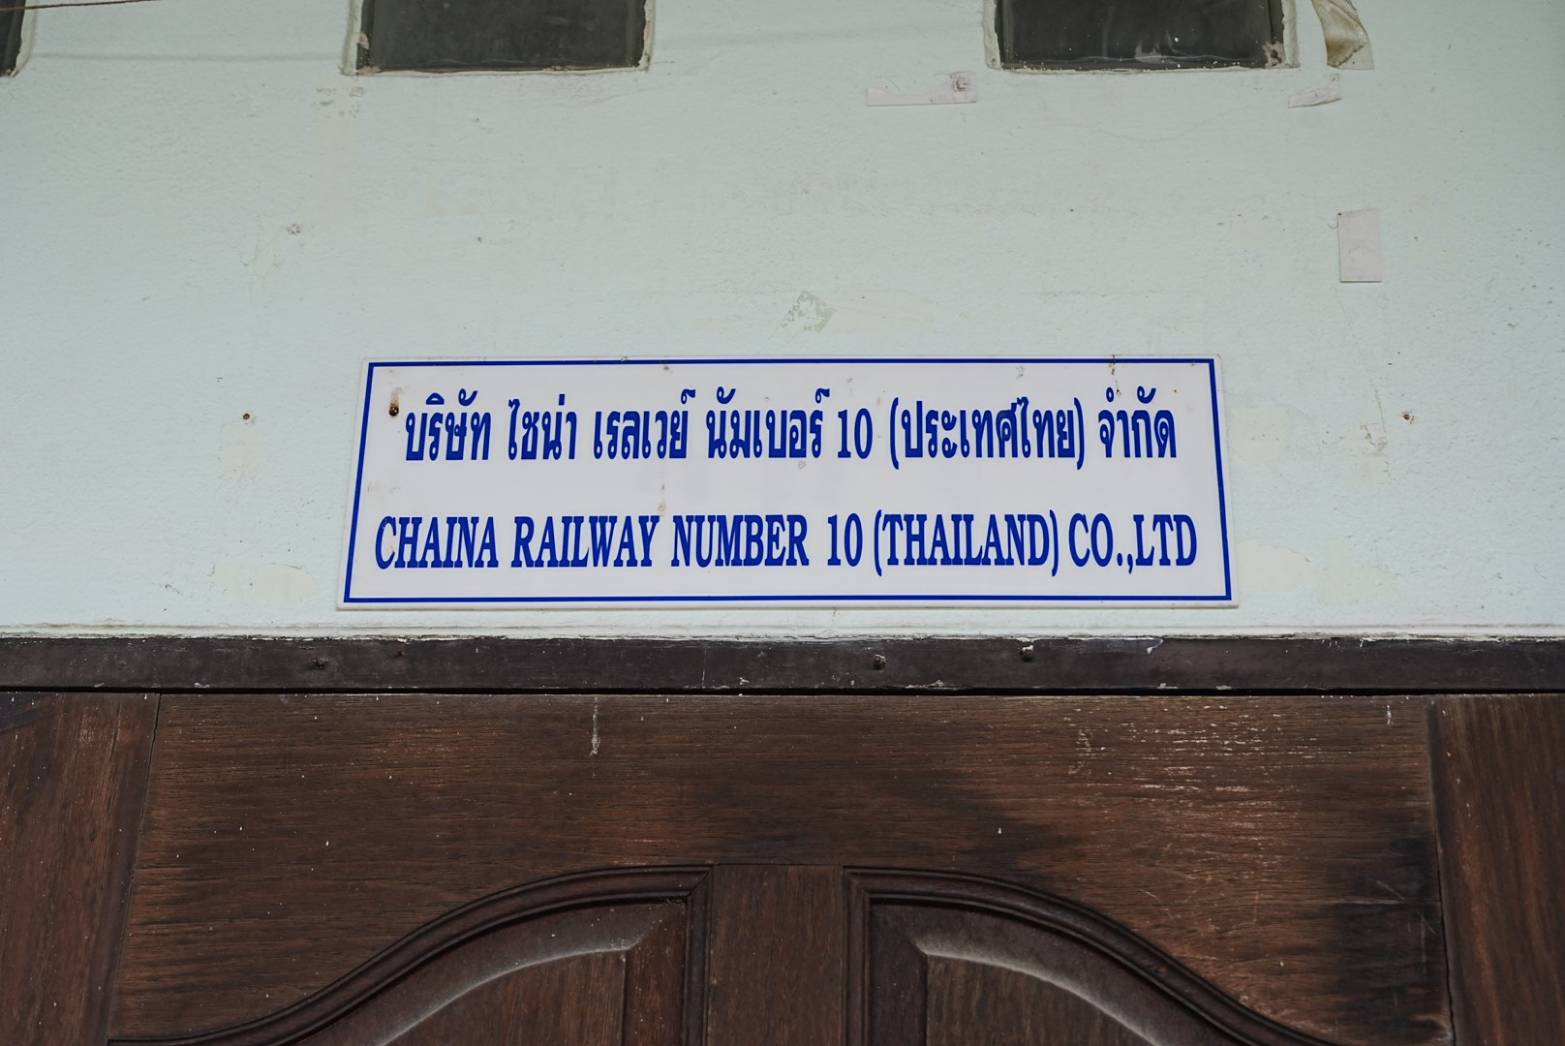 บริษัท ไชน่า เรลเวย์ นัมเบอร์ 10 (ประเทศไทย) จำกัด
CHAINA RAILWAY NUMBER 10 (THAILAND) CO.,LTD